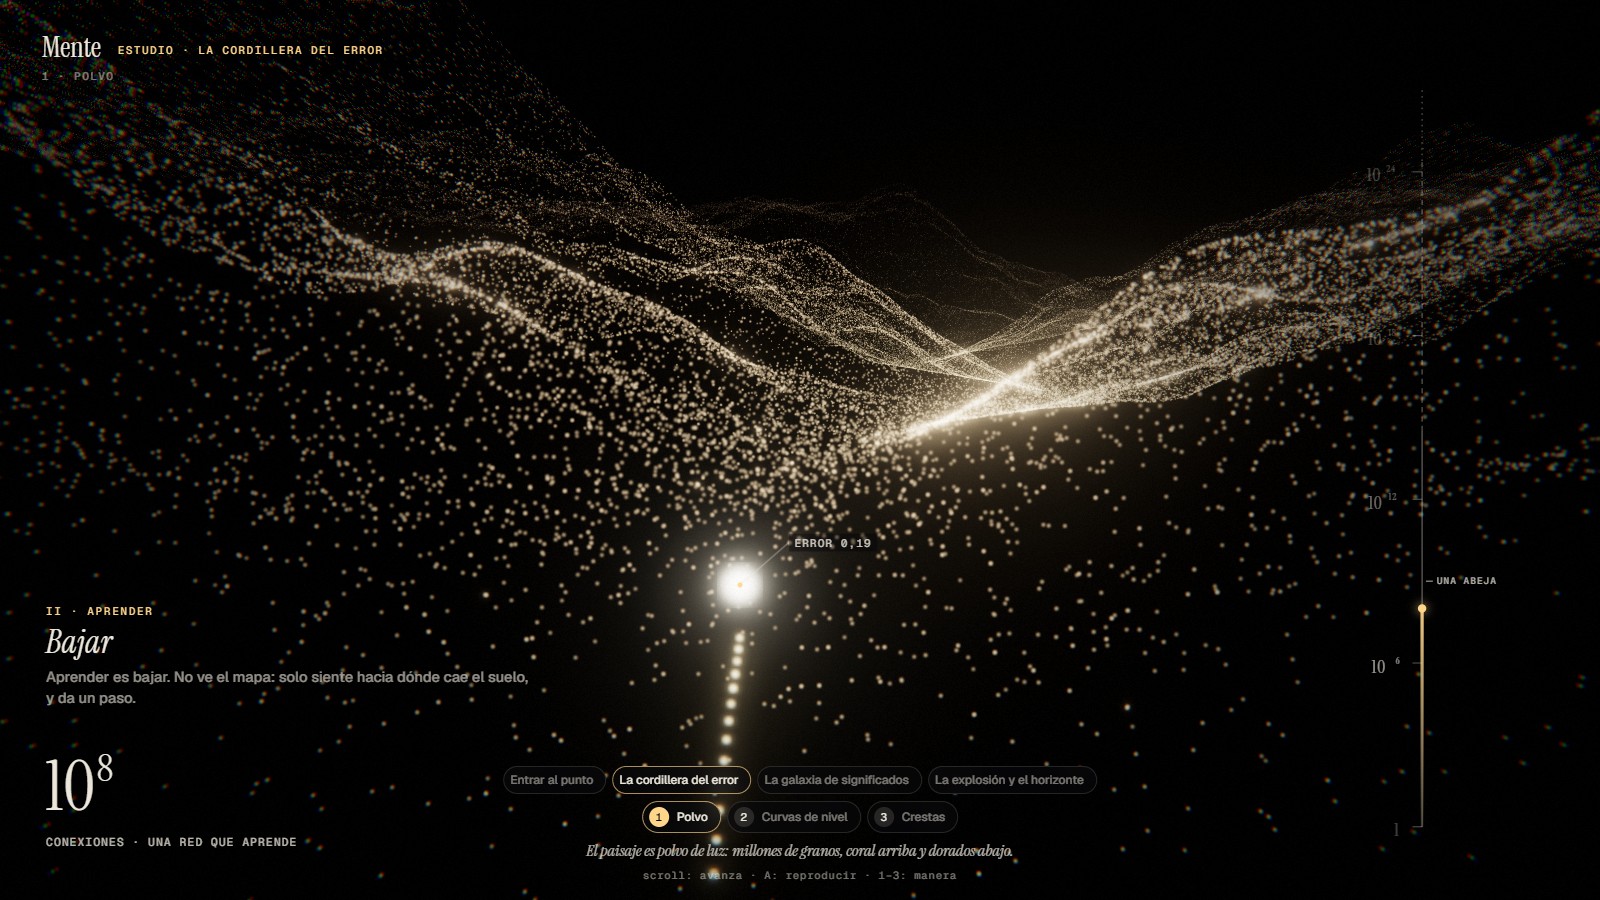 Mente ESTUDIO · LA CORDILLERA DEL ERROR
1 · POLVO
10 24
10 12
ERROR 0,19
UNA ABEJA
II · APRENDER
Bajar
Aprender es bajar. No ve el mapa: solo siente hacia dónde cae el suelo,
y da un paso.
10 6
10⁸
CONEXIONES · UNA RED QUE APRENDE
Entrar al punto La cordillera del error La galaxia de significados La explosión y el horizonte
1 Polvo 2 Curvas de nivel 3 Crestas
1
El paisaje es polvo de luz: millones de granos, coral arriba y dorados abajo.
scroll: avanza · A: reproducir · 1–3: manera